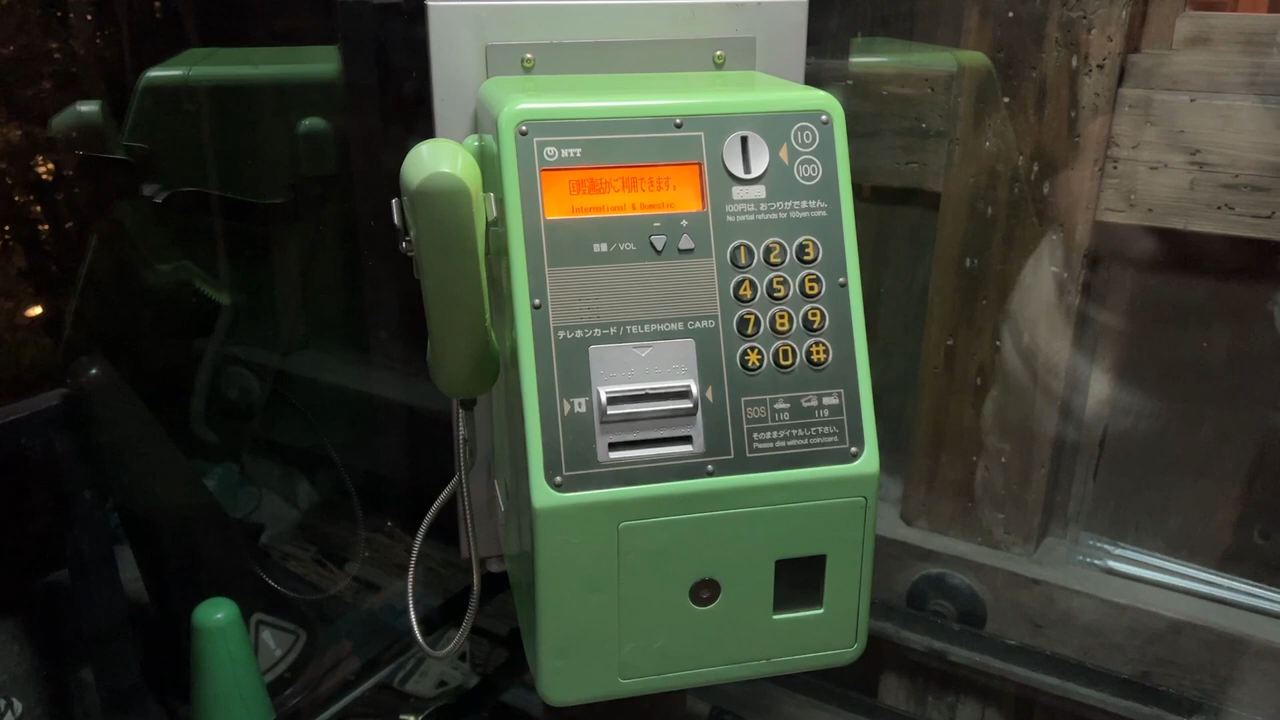 NTT
国際通話がご利用できます。
International & Domestic
音量/VOL
− +
テレホンカード/TELEPHONE CARD
10
100
100円は、おつりがでません。
No partial refunds for 100yen coins.
1 2 3
4 5 6
7 8 9
* 0 #
SOS 110 119
そのままダイヤルして下さい。
Please dial without coin/card.